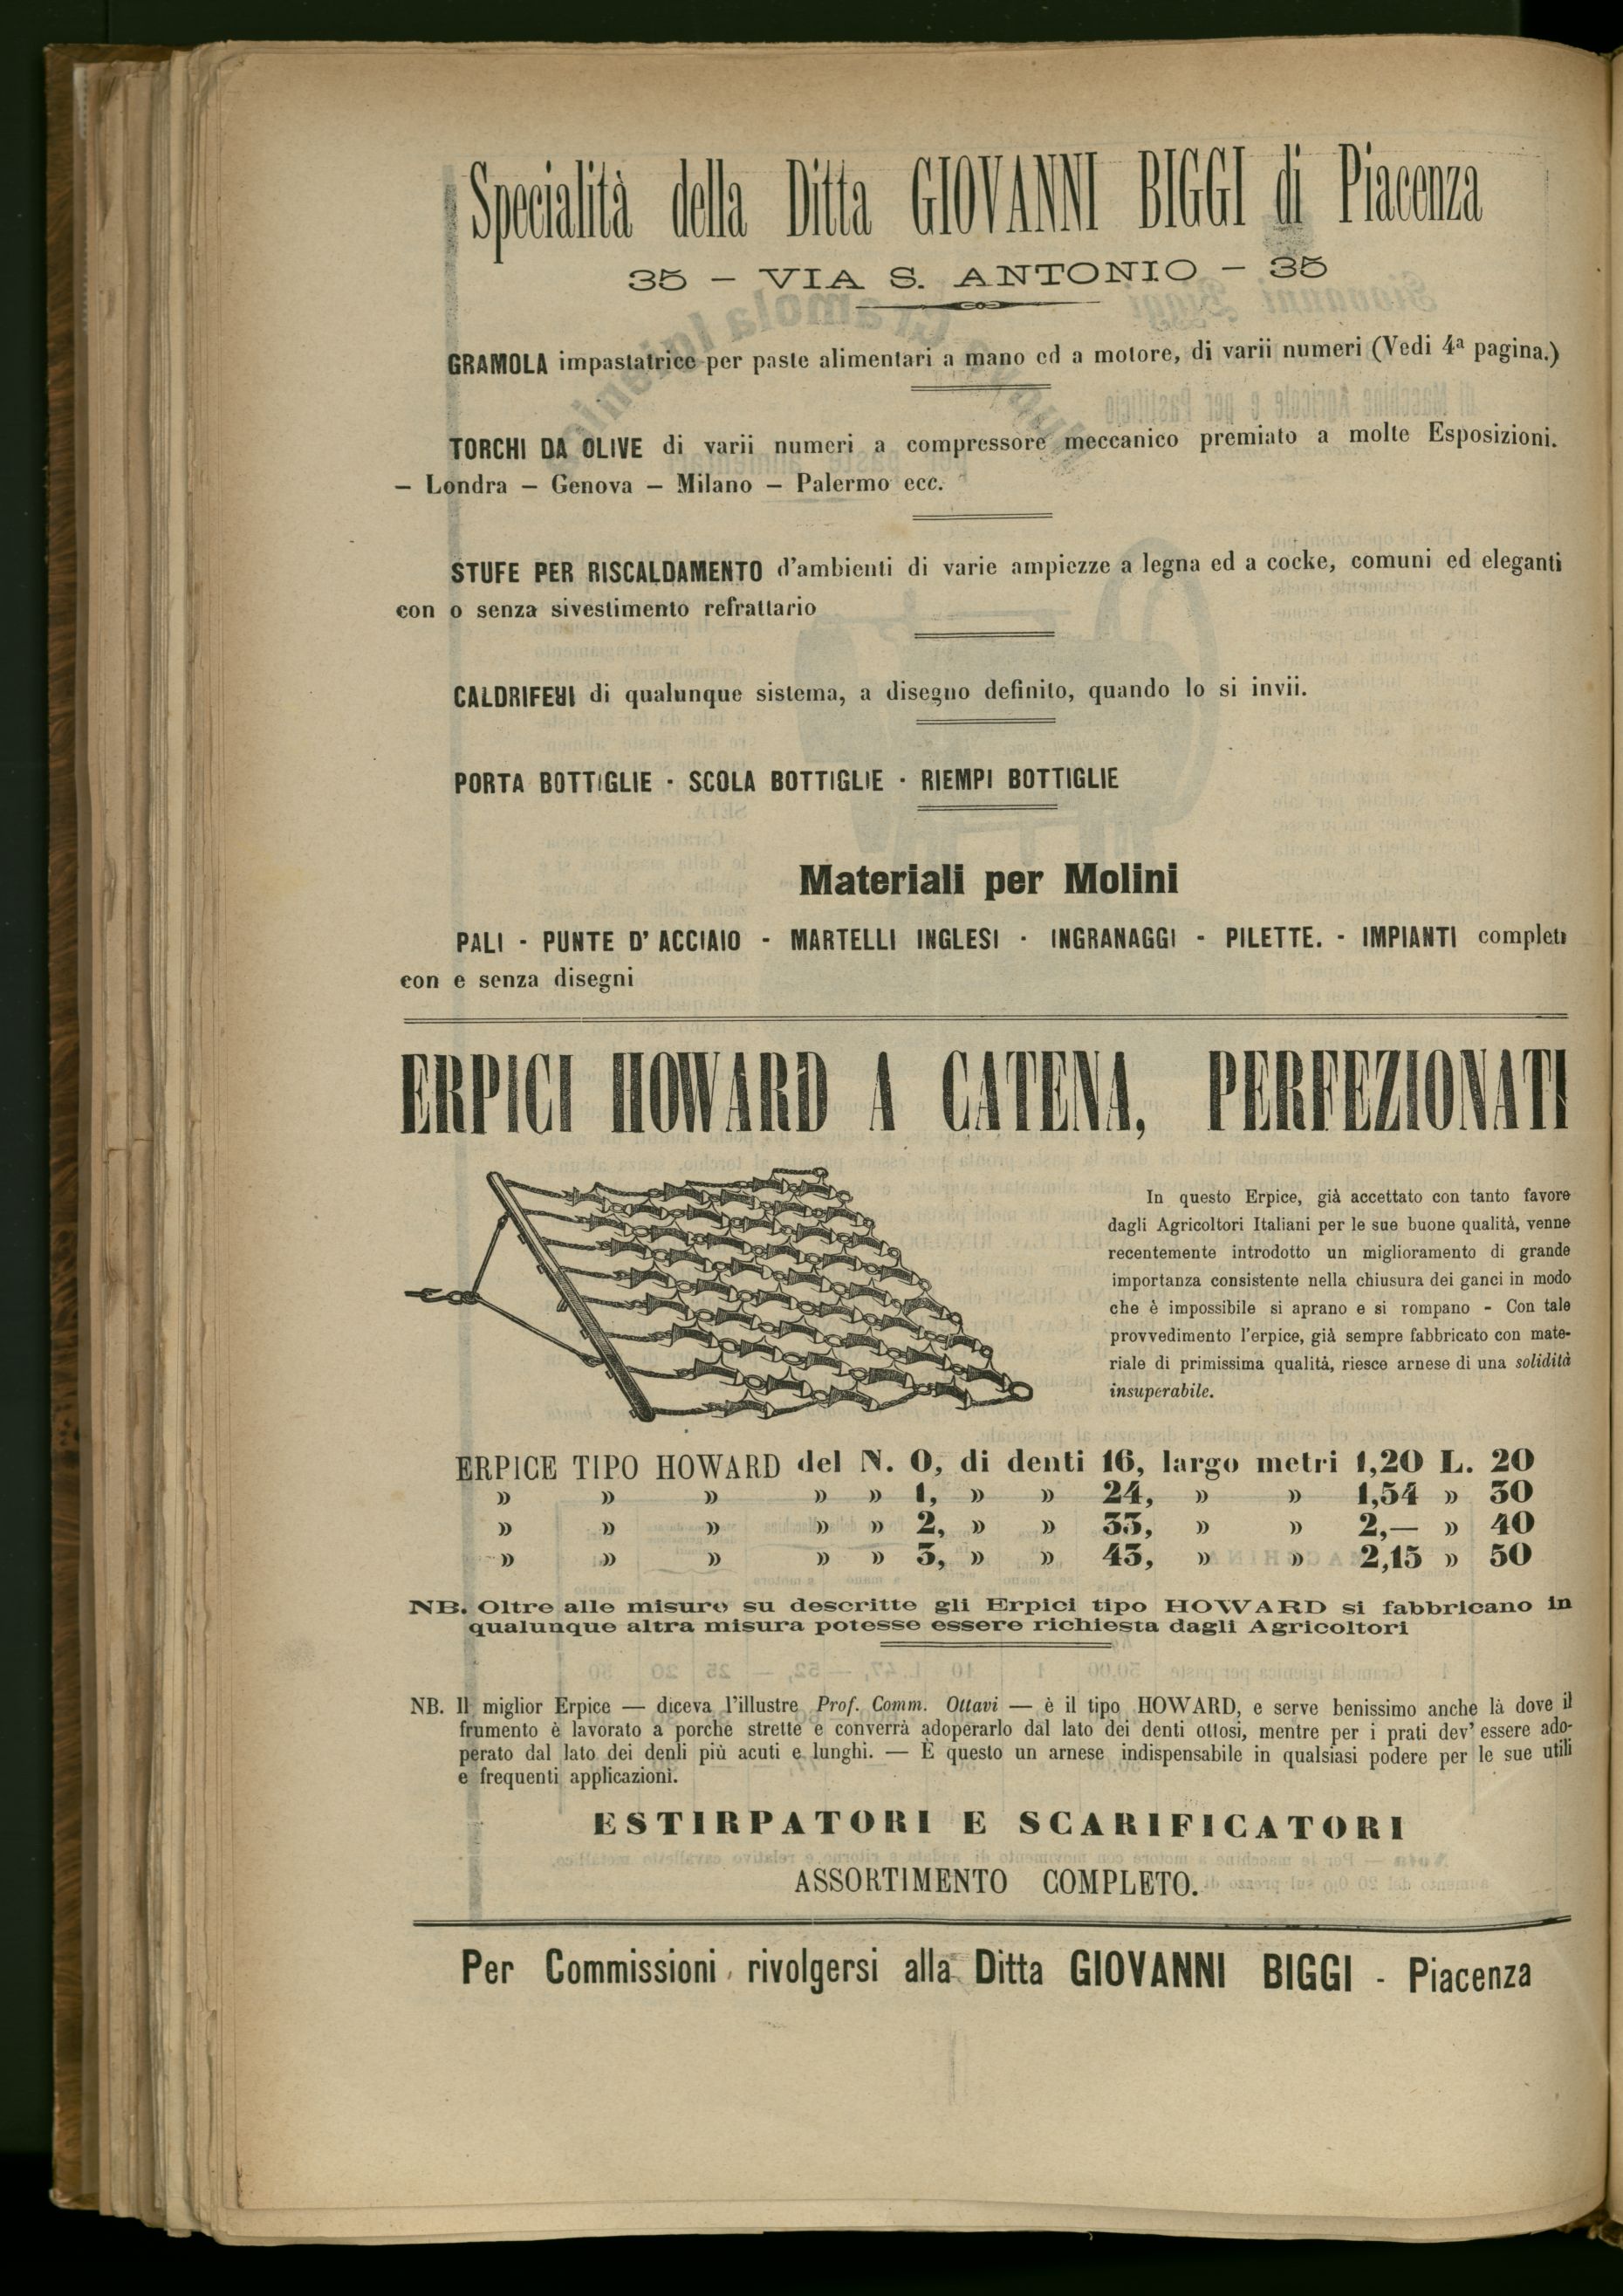 Specialità della Ditta GIOVANNI BIGGI di Piacenza
35 – VIA S. ANTONIO – 35
GRAMOLA impastatrice per paste alimentari a mano ed a motore, di varii numeri (Vedi 4ª pagina.)
TORCHI DA OLIVE di varii numeri a compressore meccanico premiato a molte Esposizioni.
– Londra – Genova – Milano – Palermo ecc.
STUFE PER RISCALDAMENTO d'ambienti di varie ampiezze a legna ed a cocke, comuni ed eleganti
con o senza sivestimento refrattario
CALDRIFERI di qualunque sistema, a disegno definito, quando lo si invii.
PORTA BOTTIGLIE - SCOLA BOTTIGLIE - RIEMPI BOTTIGLIE
Materiali per Molini
PALI - PUNTE D' ACCIAIO - MARTELLI INGLESI - INGRANAGGI - PILETTE. - IMPIANTI completi
con e senza disegni
ERPICI HOWARD A CATENA, PERFEZIONATI
In questo Erpice, già accettato con tanto favore
dagli Agricoltori Italiani per le sue buone qualità, venne
recentemente introdotto un miglioramento di grande
importanza consistente nella chiusura dei ganci in modo
che è impossibile si aprano e si rompano - Con tale
provvedimento l'erpice, già sempre fabbricato con mate-
riale di primissima qualità, riesce arnese di una solidità
insuperabile.
ERPICE TIPO HOWARD del N. 0, di denti 16, largo metri 1,20 L. 20
» » » » » 1, » » 24, » » 1,54 » 30
» » » » » 2, » » 33, » » 2,— » 40
» » » » » 3, » » 43, » » 2,15 » 50
NB. Oltre alle misure su descritte gli Erpici tipo HOWARD si fabbricano in
qualunque altra misura potesse essere richiesta dagli Agricoltori
NB. Il miglior Erpice — diceva l'illustre Prof. Comm. Ottavi — è il tipo HOWARD, e serve benissimo anche là dove il
frumento è lavorato a porche strette e converrà adoperarlo dal lato dei denti ottosi, mentre per i prati dev' essere ado-
perato dal lato dei denli più acuti e lunghi. — È questo un arnese indispensabile in qualsiasi podere per le sue utili
e frequenti applicazioni.
ESTIRPATORI E SCARIFICATORI
ASSORTIMENTO COMPLETO.
Per Commissioni rivolgersi alla Ditta GIOVANNI BIGGI - Piacenza